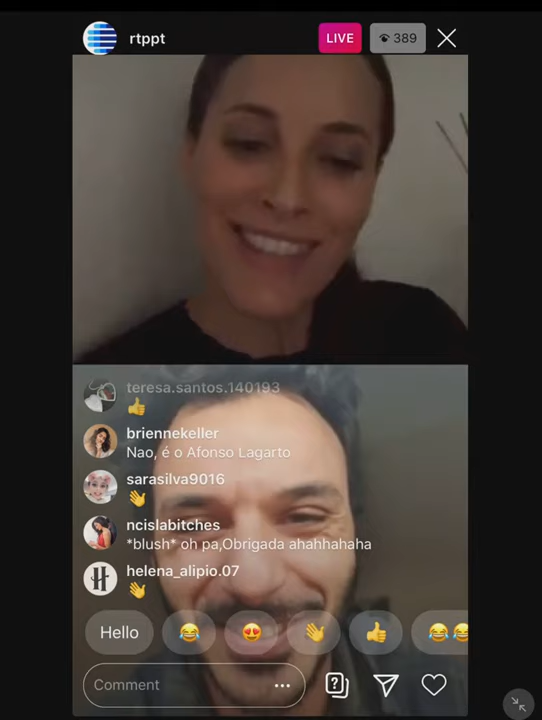 rtppt
LIVE
389
teresa.santos.140193
👍
briennekeller
Nao, é o Afonso Lagarto
sarasilva9016
👋
ncislabitches
*blush* oh pa,Obrigada ahahhahaha
helena_alipio.07
👋
Hello 😂 😍 👋 👍 😂😂
Comment